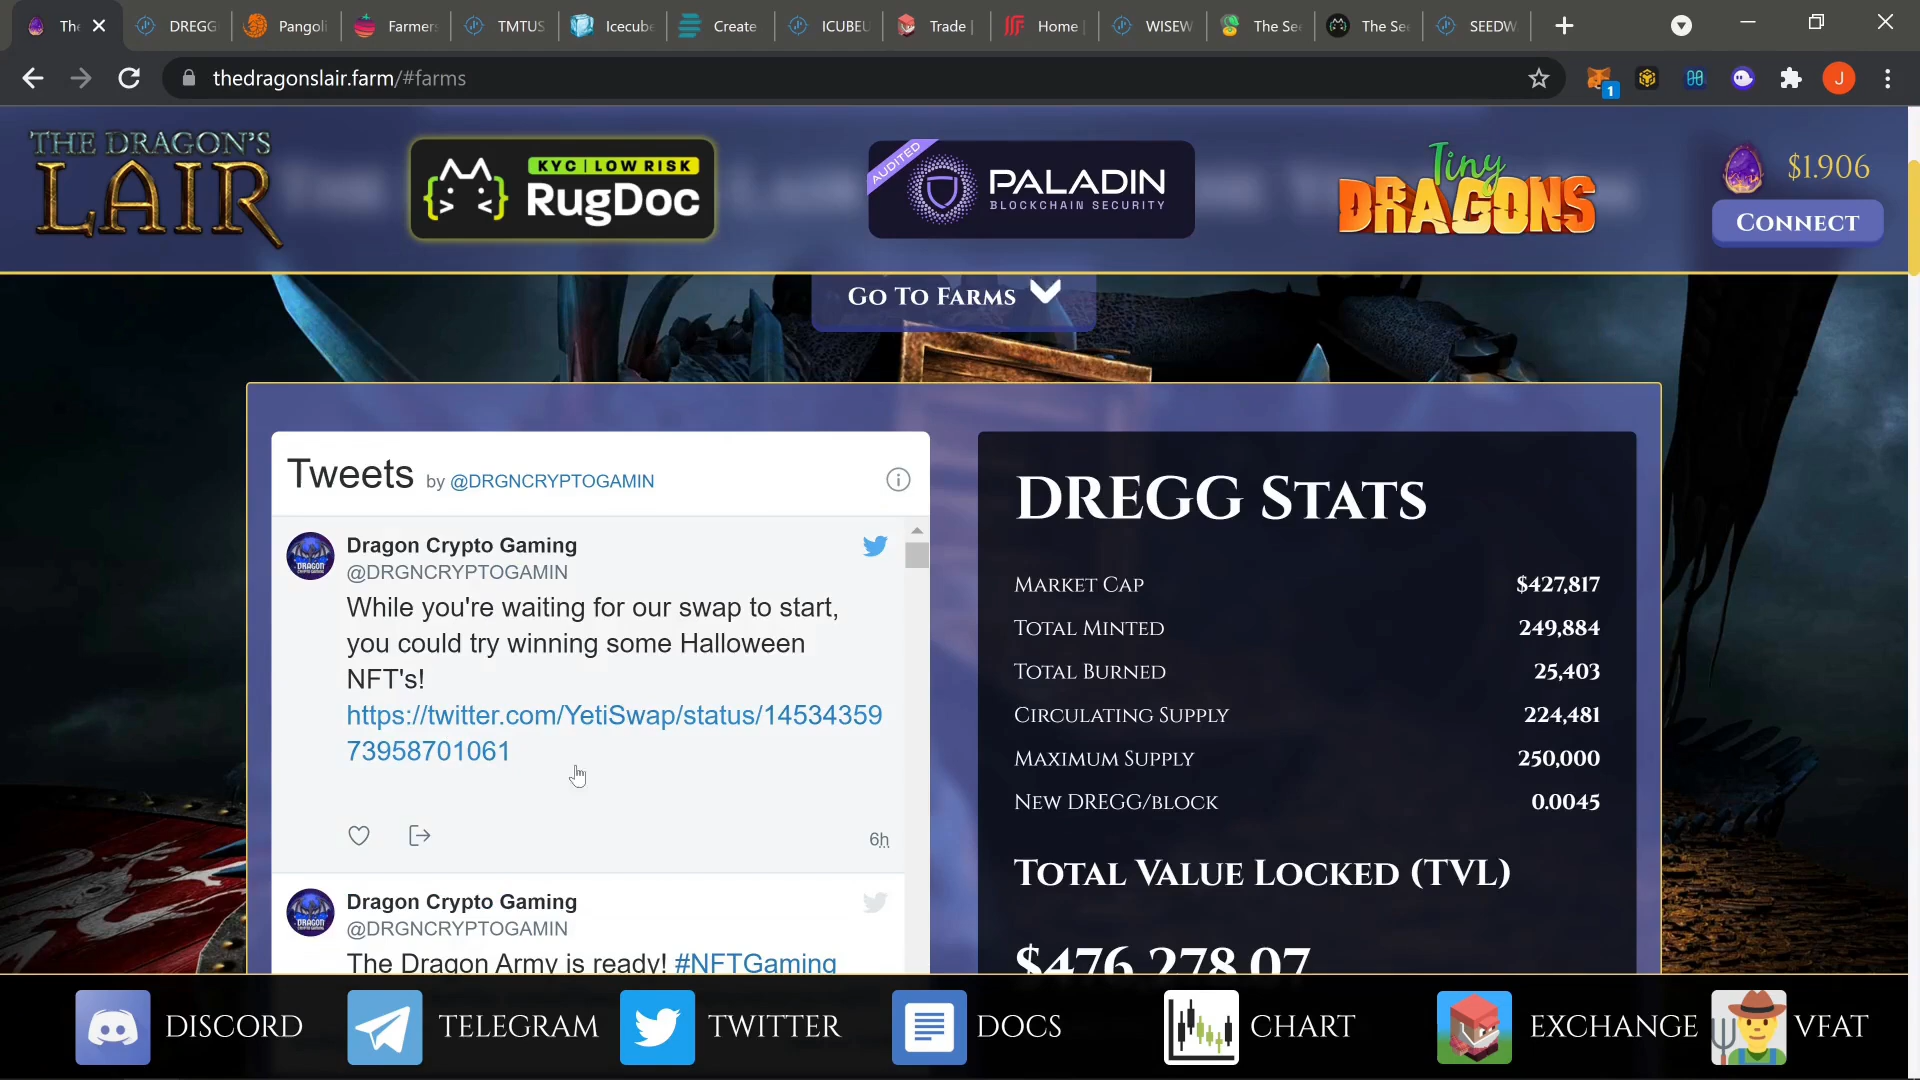 The
DREGG
Pangoli
Farmers
TMTUS
Icecube
Create
ICUBEU
Trade |
Home |
WISEW
The See
The See
SEEDW
thedragonslair.farm/#farms
1
J
THE DRAGON'S
LAIR
KYC | LOW RISK
RugDoc
AUDITED
PALADIN
BLOCKCHAIN SECURITY
Tiny
DRAGONS
$1.906
CONNECT
GO TO FARMS
Tweets by @DRGNCRYPTOGAMIN
Dragon Crypto Gaming
@DRGNCRYPTOGAMIN
While you're waiting for our swap to start,
you could try winning some Halloween
NFT's!
https://twitter.com/YetiSwap/status/14534359
73958701061
6h
Dragon Crypto Gaming
@DRGNCRYPTOGAMIN
The Dragon Army is ready! #NFTGaming
DREGG STATS
MARKET CAP $427,817
TOTAL MINTED 249,884
TOTAL BURNED 25,403
CIRCULATING SUPPLY 224,481
MAXIMUM SUPPLY 250,000
NEW DREGG/BLOCK 0.0045
TOTAL VALUE LOCKED (TVL)
$476,278.07
DISCORD
TELEGRAM
TWITTER
DOCS
CHART
EXCHANGE
VFAT